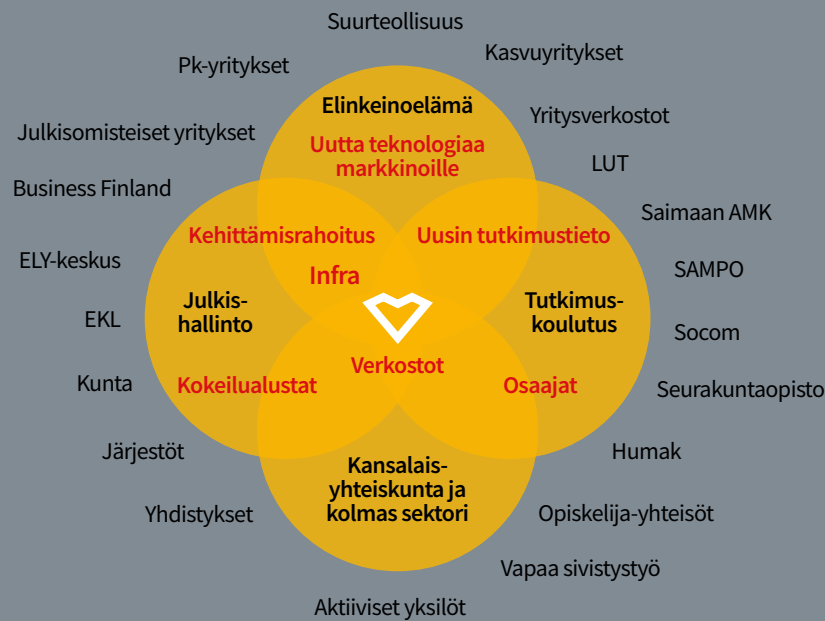 Suurteollisuus
Kasvuyritykset
Pk-yritykset
Elinkeinoelämä
Yritysverkostot
Julkisomisteiset yritykset
Uutta teknologiaa
markkinoille
LUT
Business Finland
Saimaan AMK
Kehittämisrahoitus
Uusin tutkimustieto
ELY-keskus
Infra
SAMPO
Julkis-
hallinto
Tutkimus-
koulutus
EKL
Socom
Verkostot
Kunta
Kokeilualustat
Osaajat
Seurakuntaopisto
Järjestöt
Humak
Kansalais-
yhteiskunta ja
kolmas sektori
Yhdistykset
Opiskelija-yhteisöt
Vapaa sivistystyö
Aktiiviset yksilöt